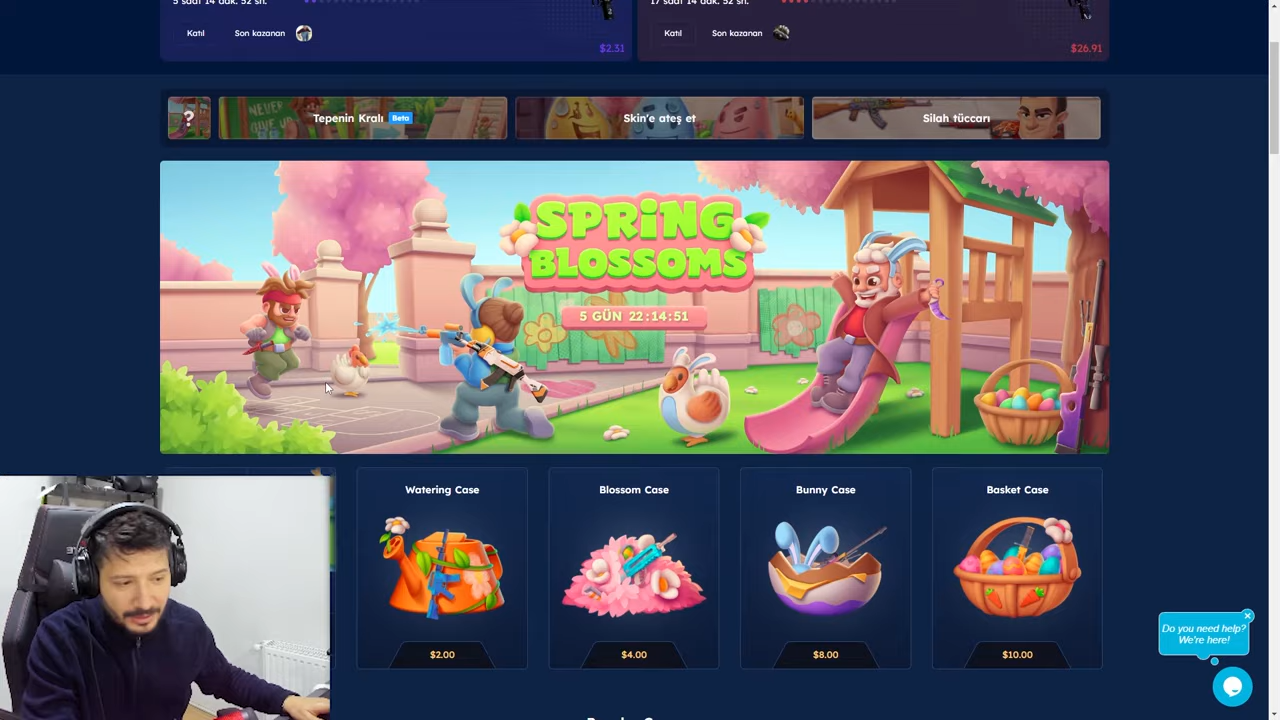 5 saat 14 dak. 52 sn.
17 saat 14 dak. 52 sn.
Katıl
Son kazanan
$2.31
Katıl
Son kazanan
$26.91
?
NEVER GIVE UP
Tepenin Kralı Beta
Skin'e ateş et
Silah tüccarı
SPRING
BLOSSOMS
5 GÜN 22:14:51
Watering Case
Blossom Case
Bunny Case
Basket Case
$2.00
$4.00
$8.00
$10.00
Do you need help?
We're here!